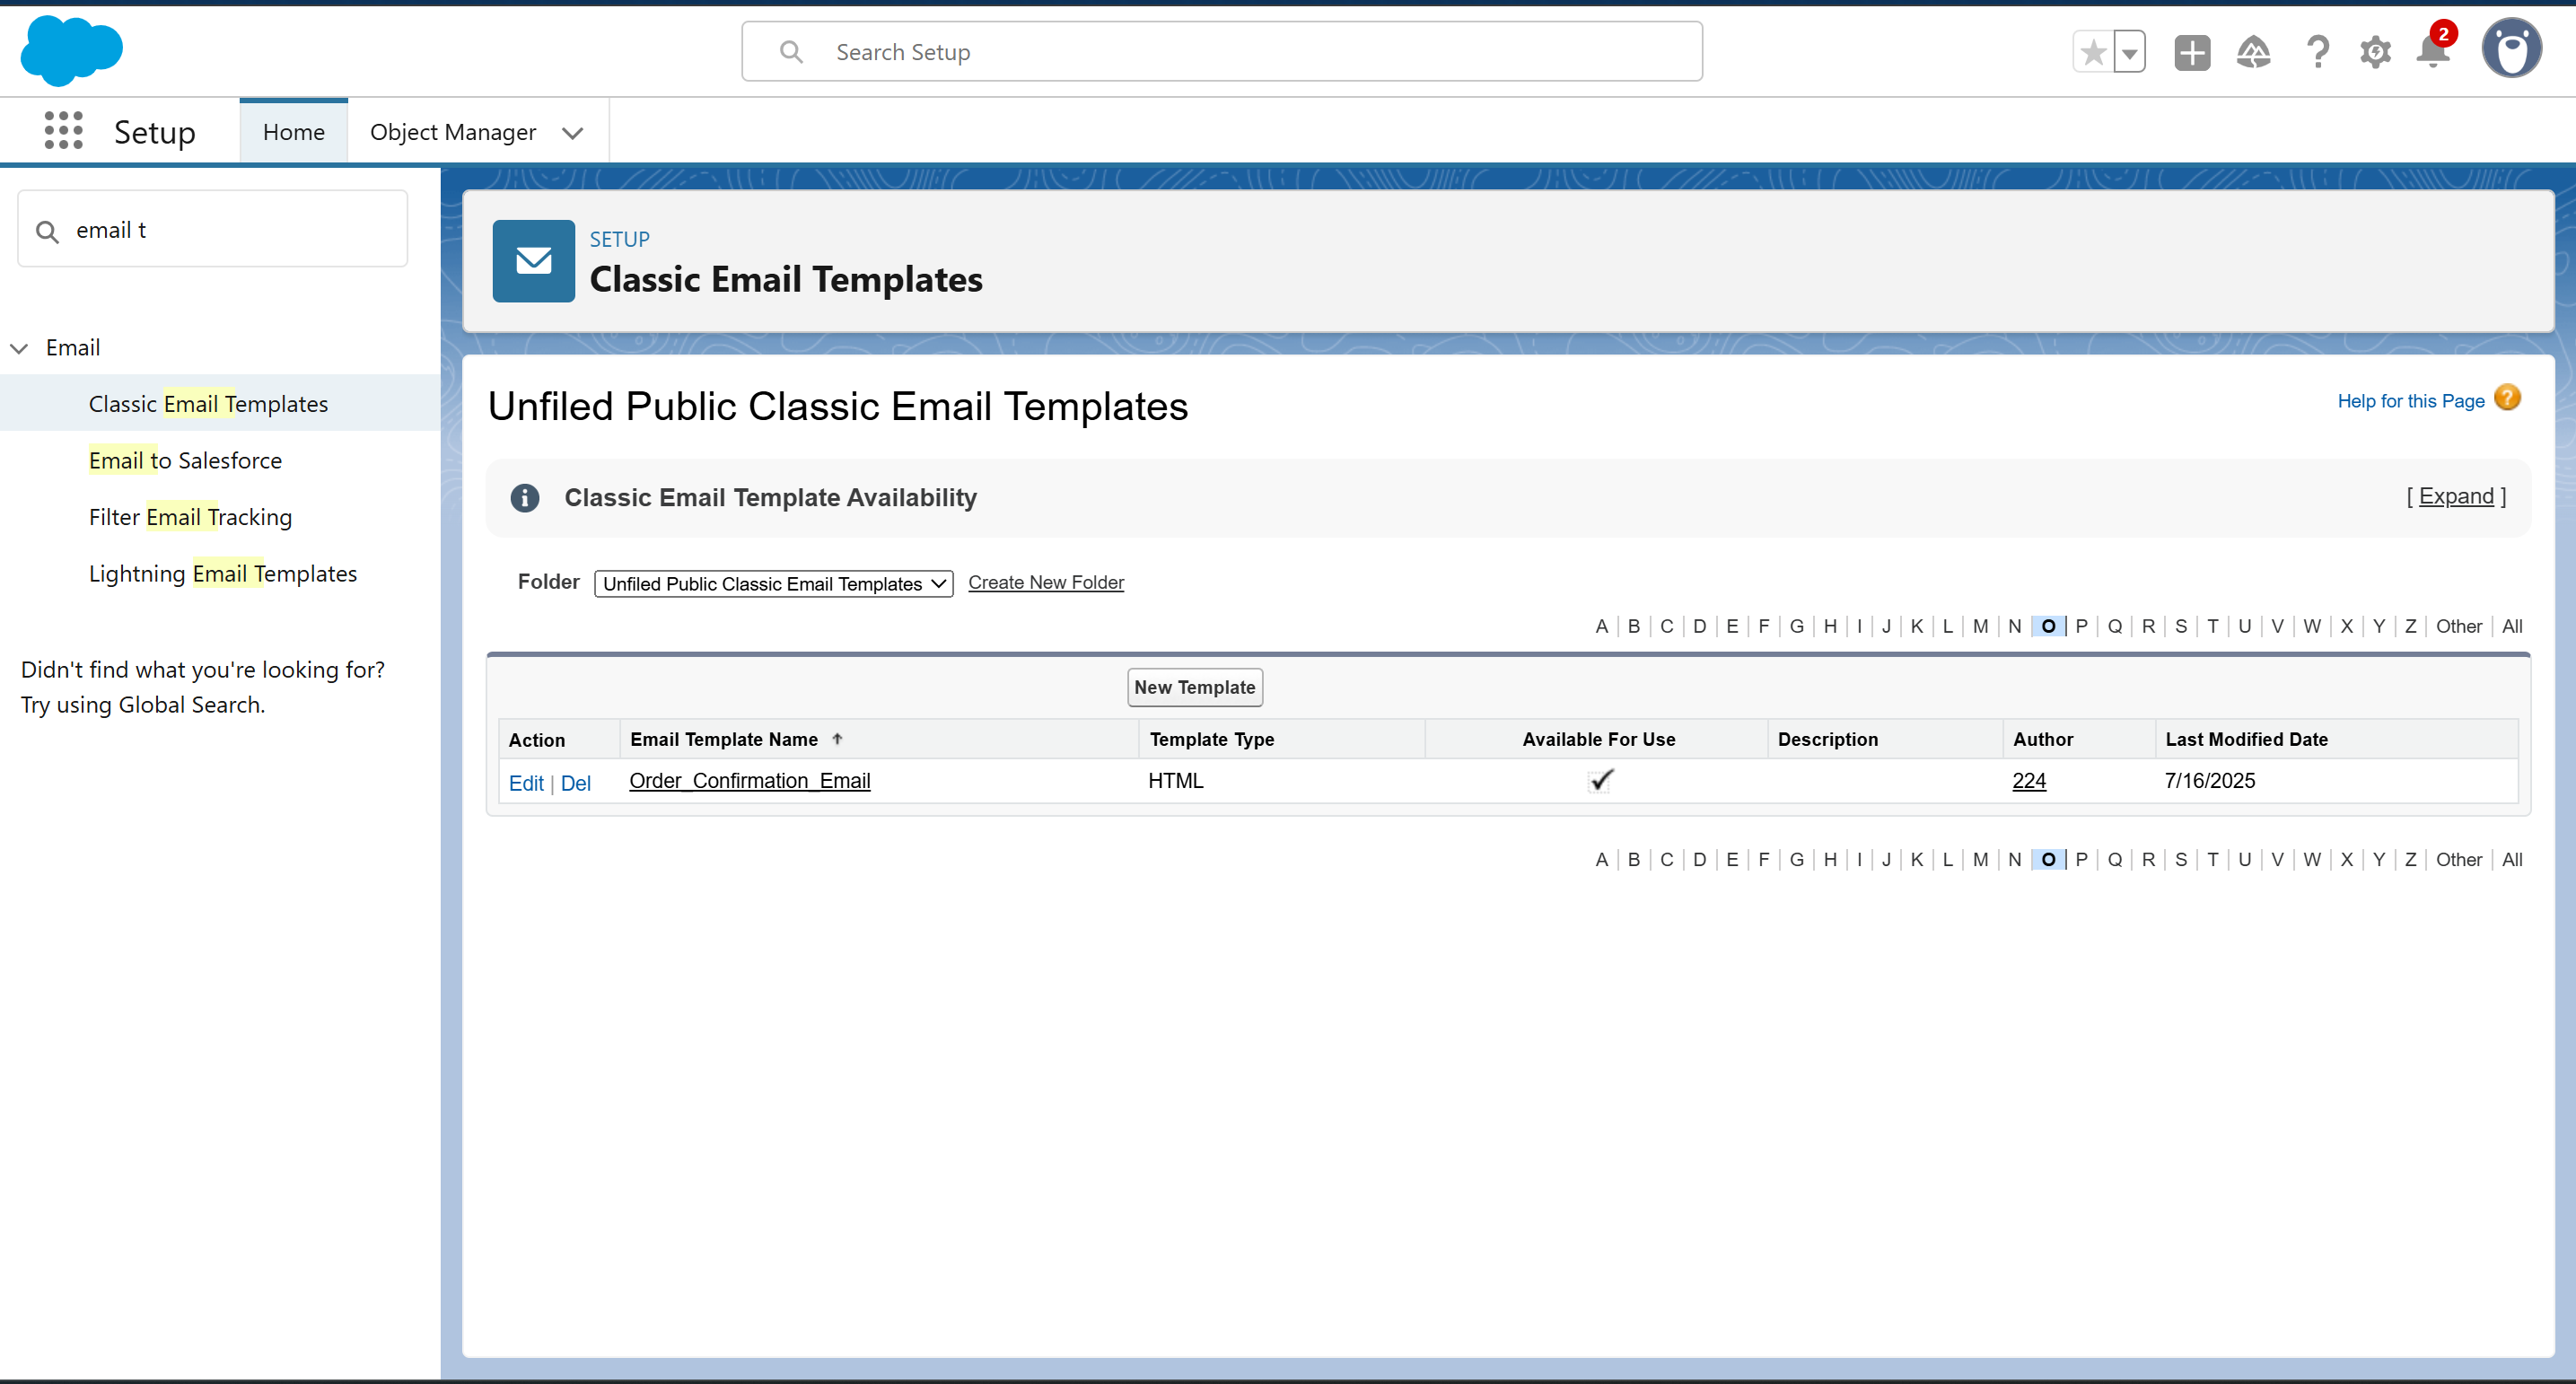 Search Setup
2
Setup
Home
Object Manager
email t
Email
Classic Email Templates
Email to Salesforce
Filter Email Tracking
Lightning Email Templates
Didn't find what you're looking for?
Try using Global Search.
SETUP
Classic Email Templates
Unfiled Public Classic Email Templates
Help for this Page ?
Classic Email Template Availability
[ Expand ]
Folder Unfiled Public Classic Email Templates Create New Folder
A | B | C | D | E | F | G | H | I | J | K | L | M | N | O | P | Q | R | S | T | U | V | W | X | Y | Z | Other | All
New Template
Action Email Template Name Template Type Available For Use Description Author Last Modified Date
Edit | Del Order_Confirmation_Email HTML 224 7/16/2025
A | B | C | D | E | F | G | H | I | J | K | L | M | N | O | P | Q | R | S | T | U | V | W | X | Y | Z | Other | All